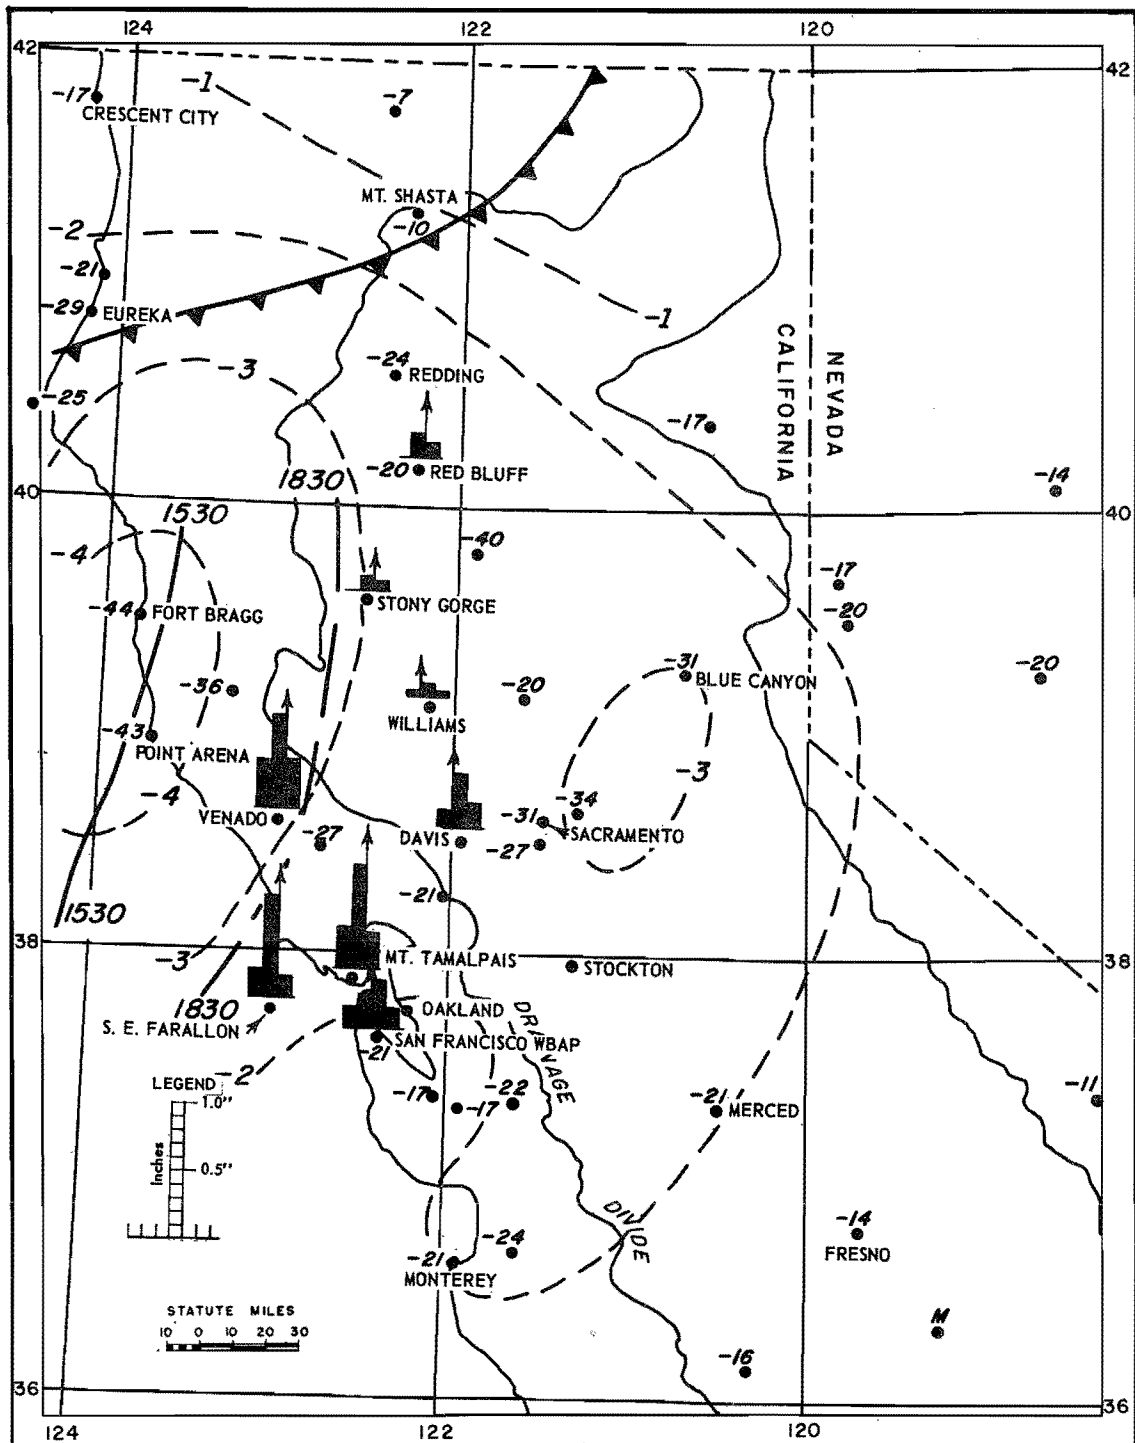 124 122 120
42 42
-1
-17 -7
CRESCENT CITY
MT. SHASTA
-10
-2
-21
-29 EUREKA
-1
CALIFORNIA
NEVADA
-3
-24
REDDING
-25
-17
-20 RED BLUFF
1830
-14
40 40
1530
-4
-40
-17
-44 FORT BRAGG
STONY GORGE
-20
-31
BLUE CANYON
-36
-20
-20
WILLIAMS
-43
POINT ARENA
-3
-4
VENADO
-34
-31
SACRAMENTO
-27
DAVIS
-27
-21
1530
38 38
-3
MT. TAMALPAIS
STOCKTON
1830
S. E. FARALLON
OAKLAND
SAN FRANCISCO WBAP
-21
DRAINAGE
DIVIDE
-2
LEGEND
1.0"
0.5"
Inches
-17
-17
-22
-21 MERCED
-11
-14
FRESNO
-24
-21
MONTEREY
STATUTE MILES
10 0 10 20 30
M
-16
36 36
124 122 120